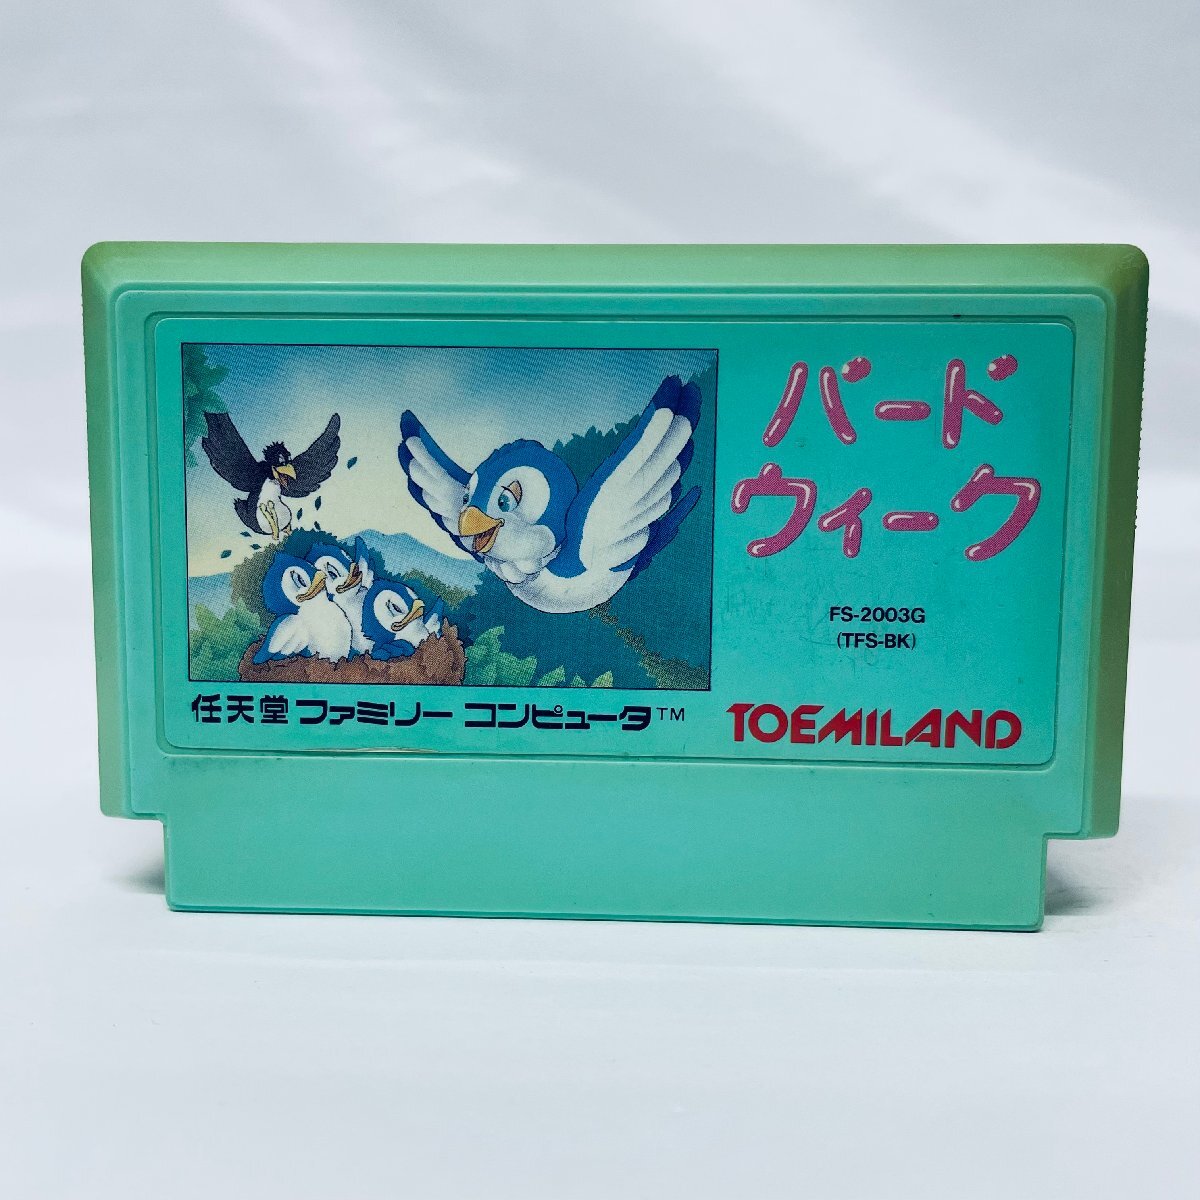 バード
ウィーク
FS-2003G
(TFS-BK)
任天堂 ファミリー コンピュータ™
TOEMILAND